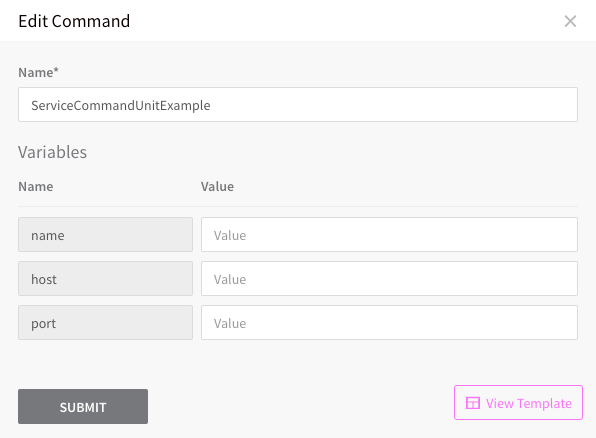 Edit Command
Name*
ServiceCommandUnitExample
Variables
Name Value
name Value
host Value
port Value
SUBMIT View Template